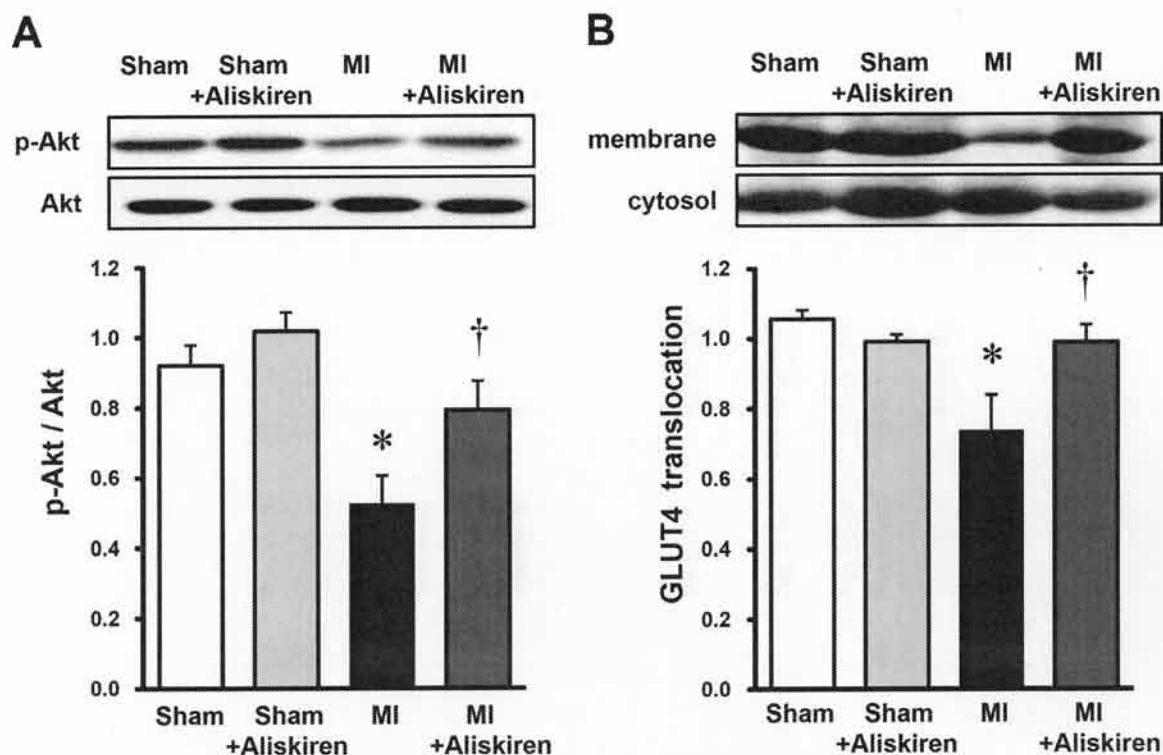 A
Sham Sham MI MI
+Aliskiren +Aliskiren
p-Akt
Akt
1.2
1.0
0.8
0.6
0.4
0.2
0.0
p-Akt / Akt
*
†
Sham Sham MI MI
+Aliskiren +Aliskiren
B
Sham Sham MI MI
+Aliskiren +Aliskiren
membrane
cytosol
1.2
1.0
0.8
0.6
0.4
0.2
0.0
GLUT4 translocation
*
†
Sham Sham MI MI
+Aliskiren +Aliskiren